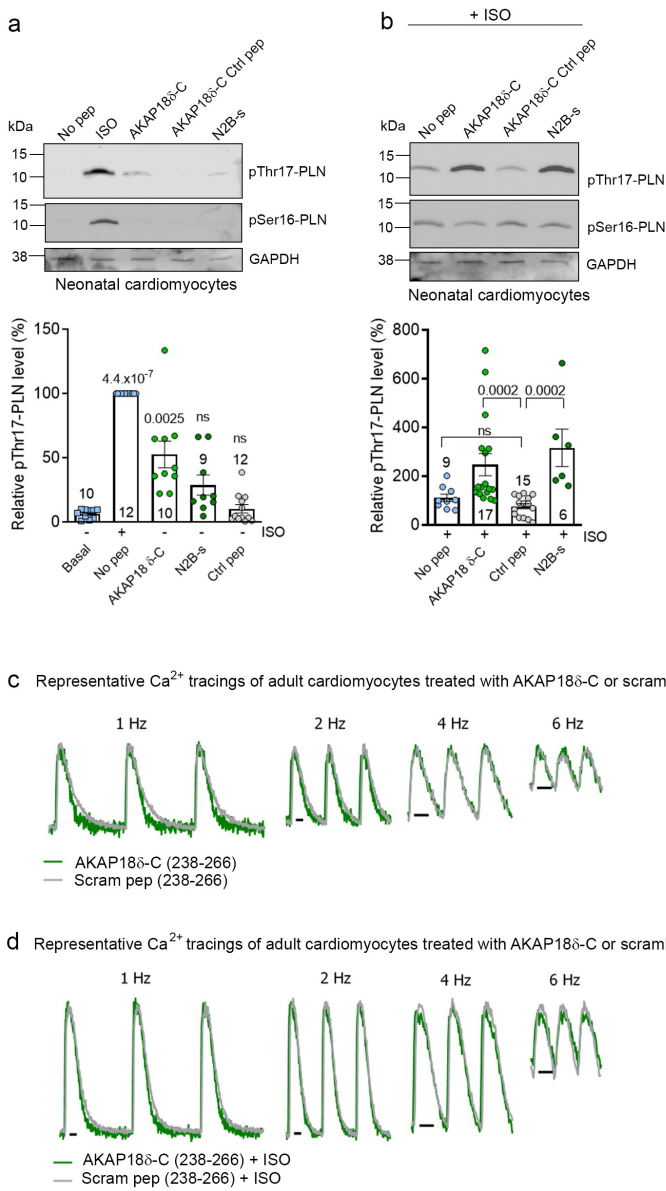 a
No pep ISO AKAP18δ-C AKAP18δ-C Ctrl pep N2B-s
kDa
15
10
pThr17-PLN
15
10
pSer16-PLN
38
GAPDH
Neonatal cardiomyocytes
Relative pThr17-PLN level (%)
150
100
50
0
4.4.x10⁻⁷
0.0025
ns
ns
10
12
10
9
12
- + - - - ISO
Basal No pep AKAP18 δ-C N2B-s Ctrl pep
b
+ ISO
No pep AKAP18δ-C AKAP18δ-C Ctrl pep N2B-s
kDa
15
10
pThr17-PLN
15
10
pSer16-PLN
38
GAPDH
Neonatal cardiomyocytes
Relative pThr17-PLN level (%)
800
600
400
200
0
0.0002 0.0002
ns
9
17
15
6
+ + + + ISO
No pep AKAP18 δ-C Ctrl pep N2B-s
c Representative Ca²⁺ tracings of adult cardiomyocytes treated with AKAP18δ-C or scram
1 Hz 2 Hz 4 Hz 6 Hz
AKAP18δ-C (238-266)
Scram pep (238-266)
d Representative Ca²⁺ tracings of adult cardiomyocytes treated with AKAP18δ-C or scraml
1 Hz 2 Hz 4 Hz 6 Hz
AKAP18δ-C (238-266) + ISO
Scram pep (238-266) + ISO